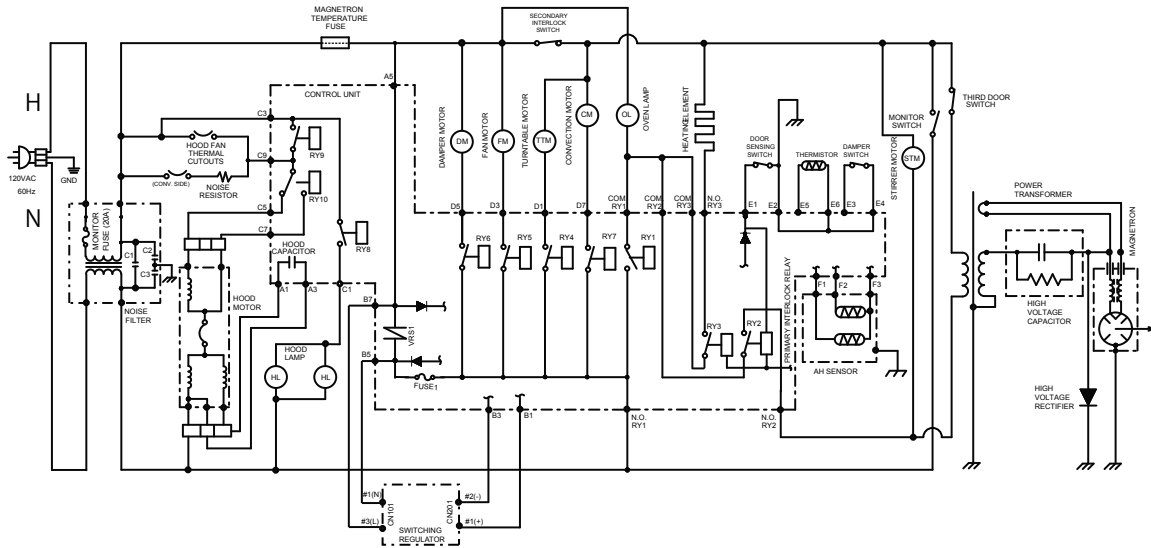 MAGNETRON
TEMPERATURE
FUSE
SECONDARY
INTERLOCK
SWITCH
H
N
120VAC
60Hz
GND
MONITOR
FUSE (20A)
C1
C2
C3
NOISE
FILTER
HOOD FAN
THERMAL
CUTOUTS
(CONV. SIDE)
NOISE
RESISTOR
CONTROL UNIT
A5
C3
C9
C5
C7
RY9
RY10
RY8
HOOD
CAPACITOR
A1
A3
C1
HOOD
MOTOR
HOOD
LAMP
HL
HL
B7
B5
VRS1
FUSE1
DAMPER MOTOR
DM
FAN MOTOR
FM
TURNTABLE MOTOR
TTM
CONVECTION MOTOR
CM
OVEN LAMP
OL
HEATING ELEMENT
D5
D3
D1
D7
COM.
RY1
COM.
RY2
COM.
RY3
N.O.
RY3
RY6
RY5
RY4
RY7
RY1
RY3
RY2
B3
B1
N.O.
RY1
N.O.
RY2
PRIMARY INTERLOCK RELAY
DOOR
SENSING
SWITCH
THERMISTOR
DAMPER
SWITCH
E1
E2
E5
E6
E3
E4
F1
F2
F3
AH SENSOR
STIRRER MOTOR
STM
MONITOR
SWITCH
THIRD DOOR
SWITCH
POWER
TRANSFORMER
MAGNETRON
HIGH
VOLTAGE
CAPACITOR
HIGH
VOLTAGE
RECTIFIER
#1(N)
#3(L)
CN101
CN201
#2(-)
#1(+)
SWITCHING
REGULATOR